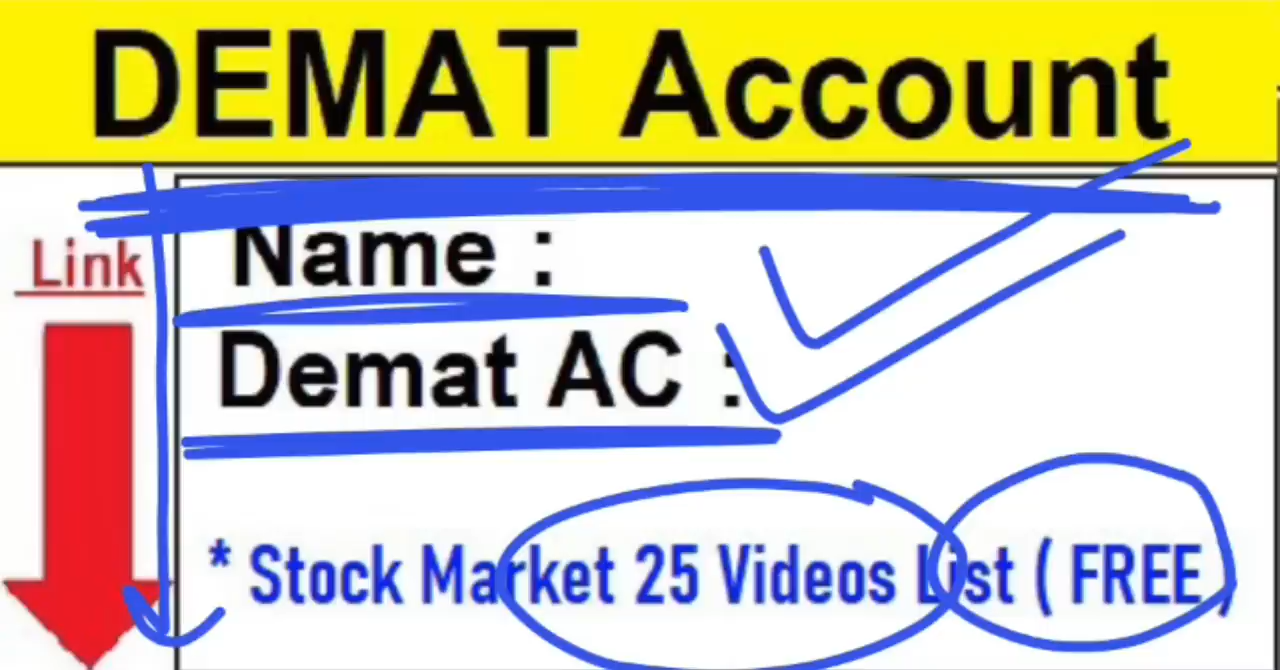 DEMAT Account
Link
Name :
Demat AC :
* Stock Market 25 Videos List ( FREE )